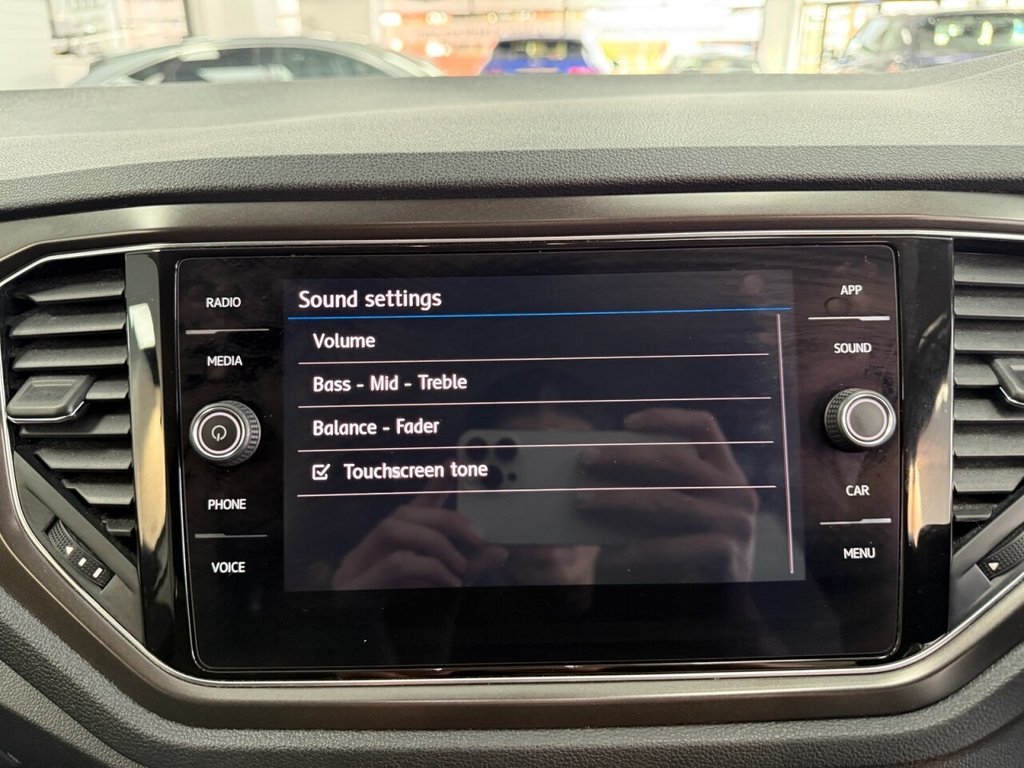 RADIO
MEDIA
PHONE
VOICE
Sound settings
Volume
Bass - Mid - Treble
Balance - Fader
Touchscreen tone
APP
SOUND
CAR
MENU